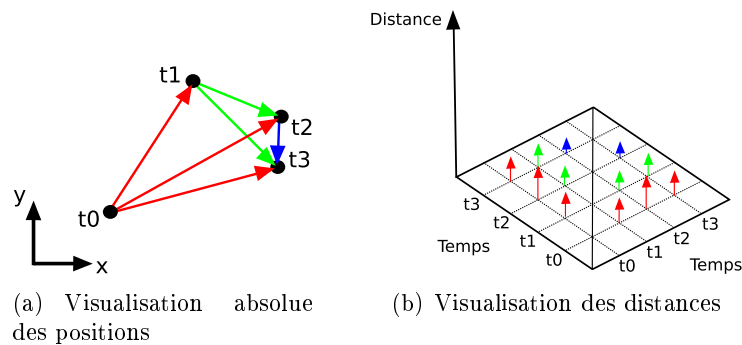 Distance
t1
t2
t3
t0
y
x
t3
t2
t1
t0
Temps
t0
t1
t2
t3
Temps
(a) Visualisation absolue
des positions
(b) Visualisation des distances